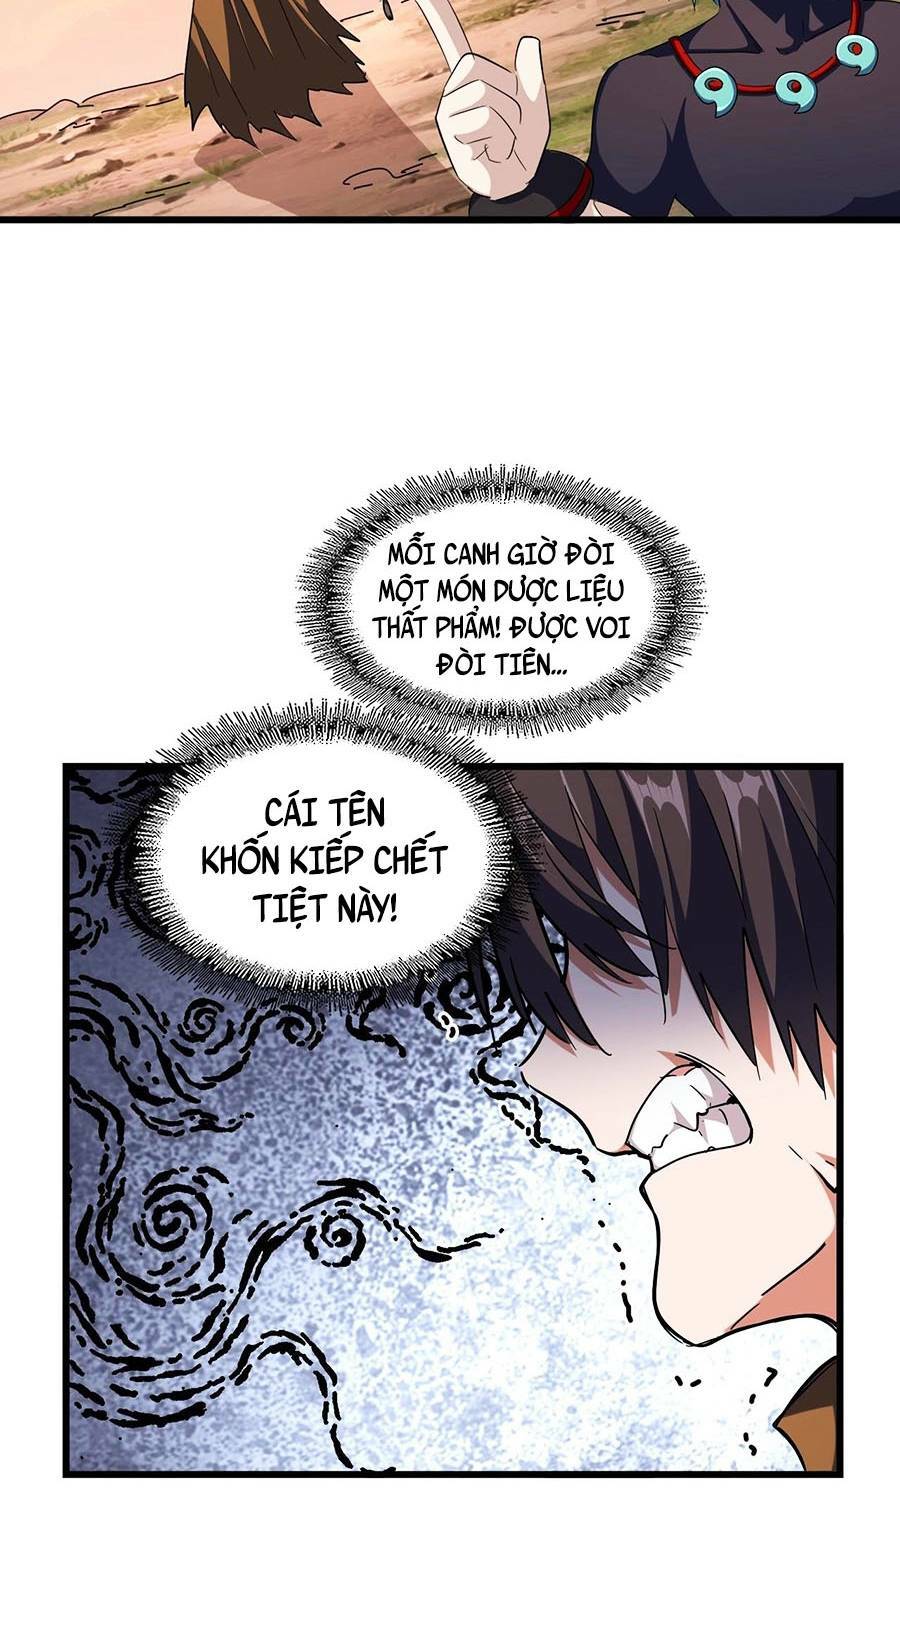 MỖI CANH GIỜ ĐÒI
MỘT MÓN DƯỢC LIỆU
THẤT PHẨM! ĐƯỢC VOI
ĐÒI TIÊN...
CÁI TÊN
KHỐN KIẾP CHẾT
TIỆT NÀY!